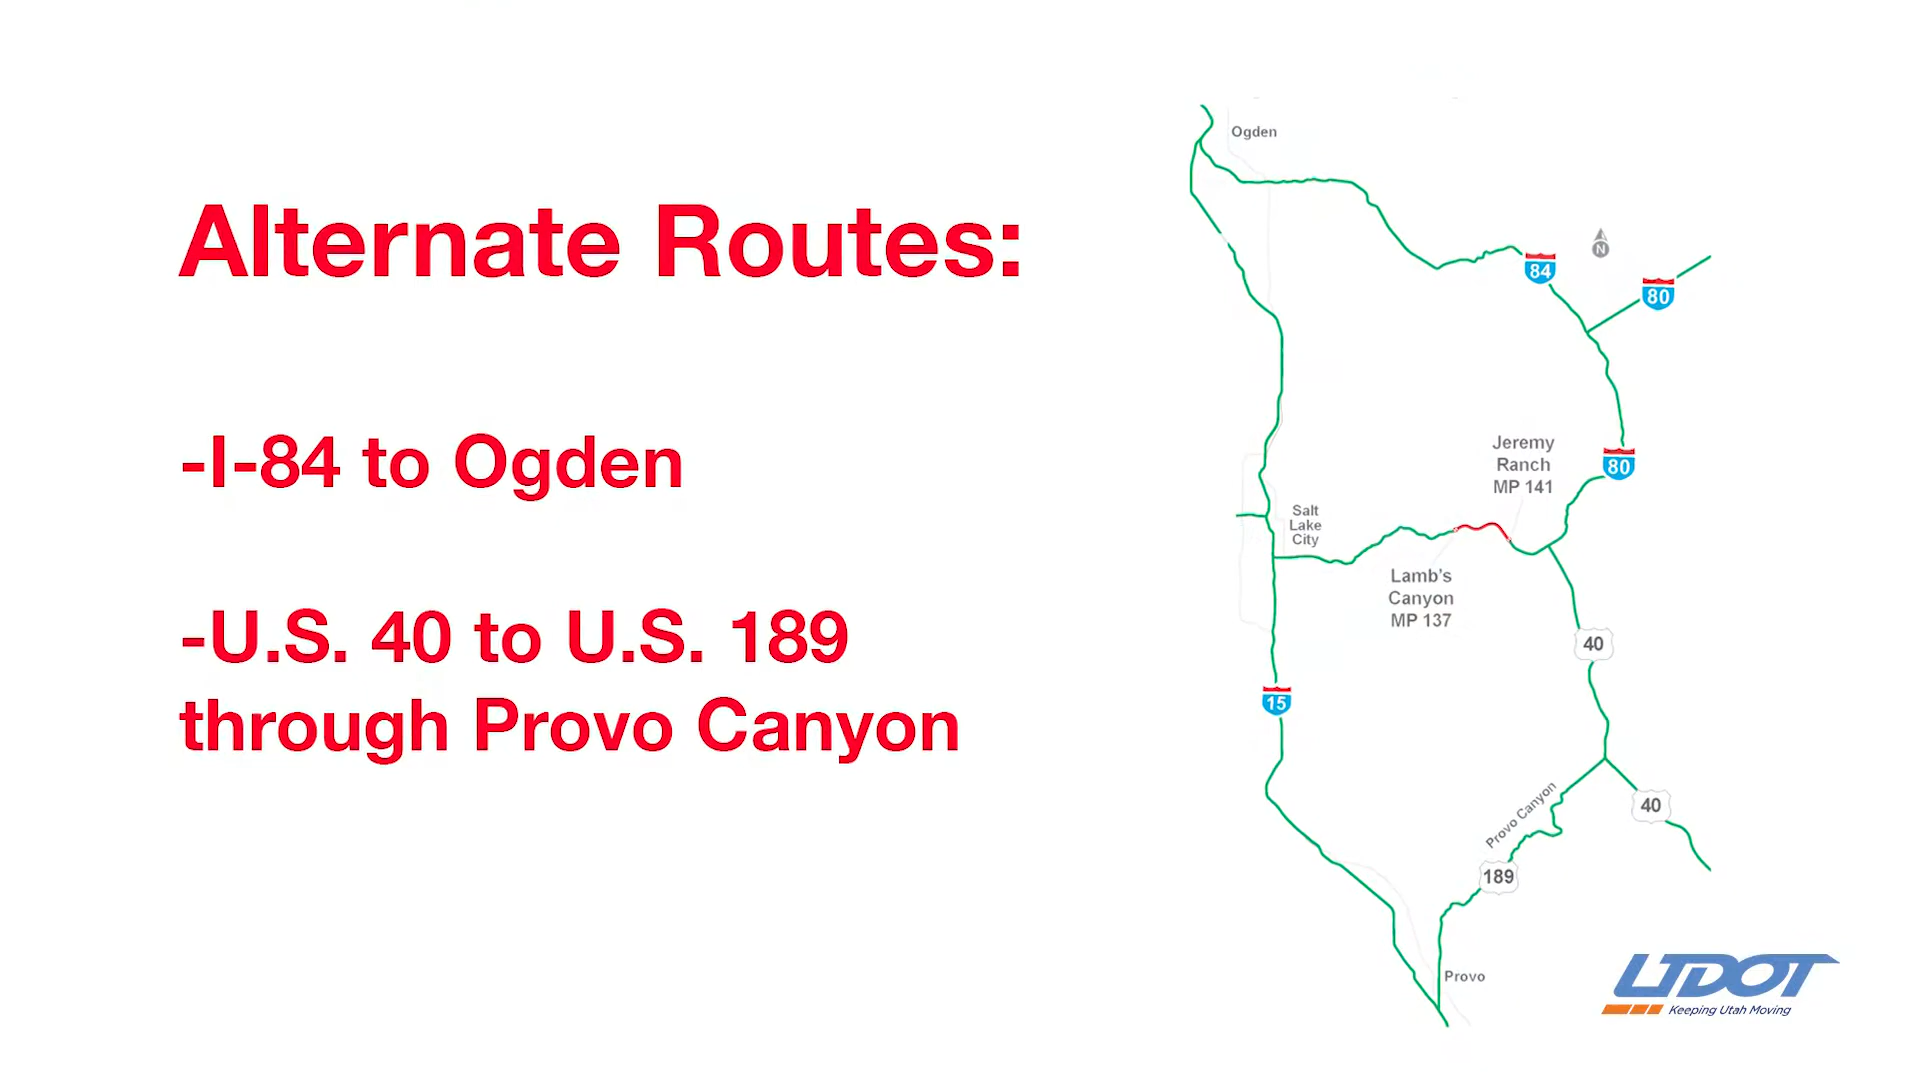 Alternate Routes:
-I-84 to Ogden
-U.S. 40 to U.S. 189
through Provo Canyon
Ogden
N
84
80
Jeremy
Ranch
MP 141
80
Salt
Lake
City
Lamb's
Canyon
MP 137
40
15
Provo Canyon
40
189
Provo
UDOT
Keeping Utah Moving